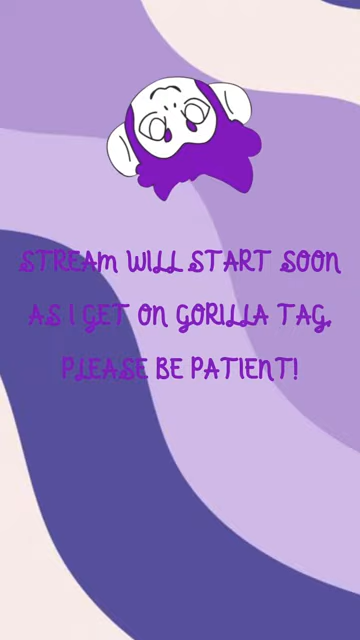 STREAM WILL START SOON
AS I GET ON GORILLA TAG,
PLEASE BE PATIENT!